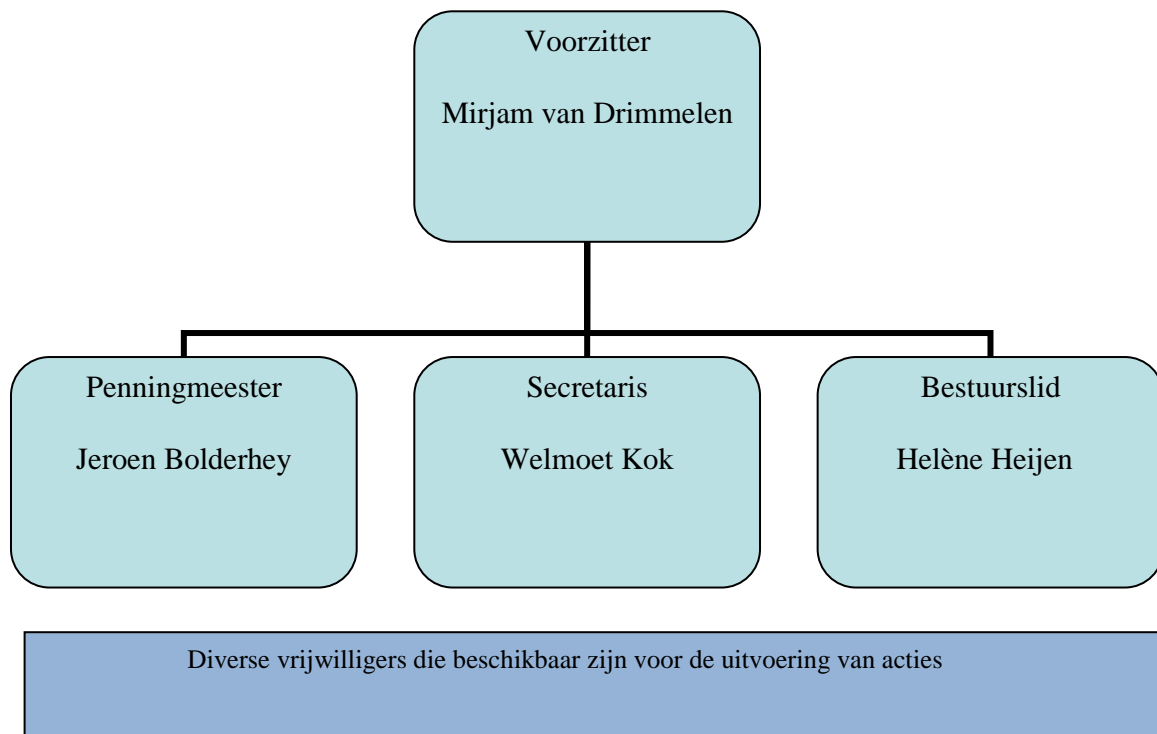 Voorzitter
Mirjam van Drimmelen
Penningmeester
Jeroen Bolderhey
Secretaris
Welmoet Kok
Bestuurslid
Helène Heijen
Diverse vrijwilligers die beschikbaar zijn voor de uitvoering van acties